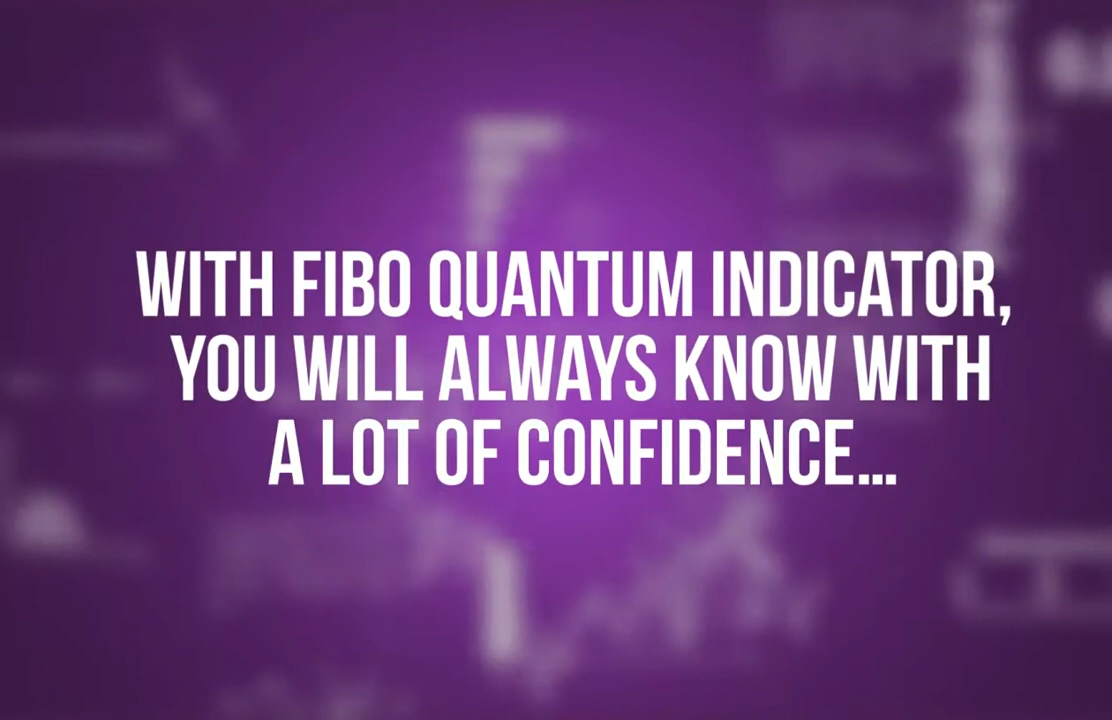 WITH FIBO QUANTUM INDICATOR,
YOU WILL ALWAYS KNOW WITH
A LOT OF CONFIDENCE...